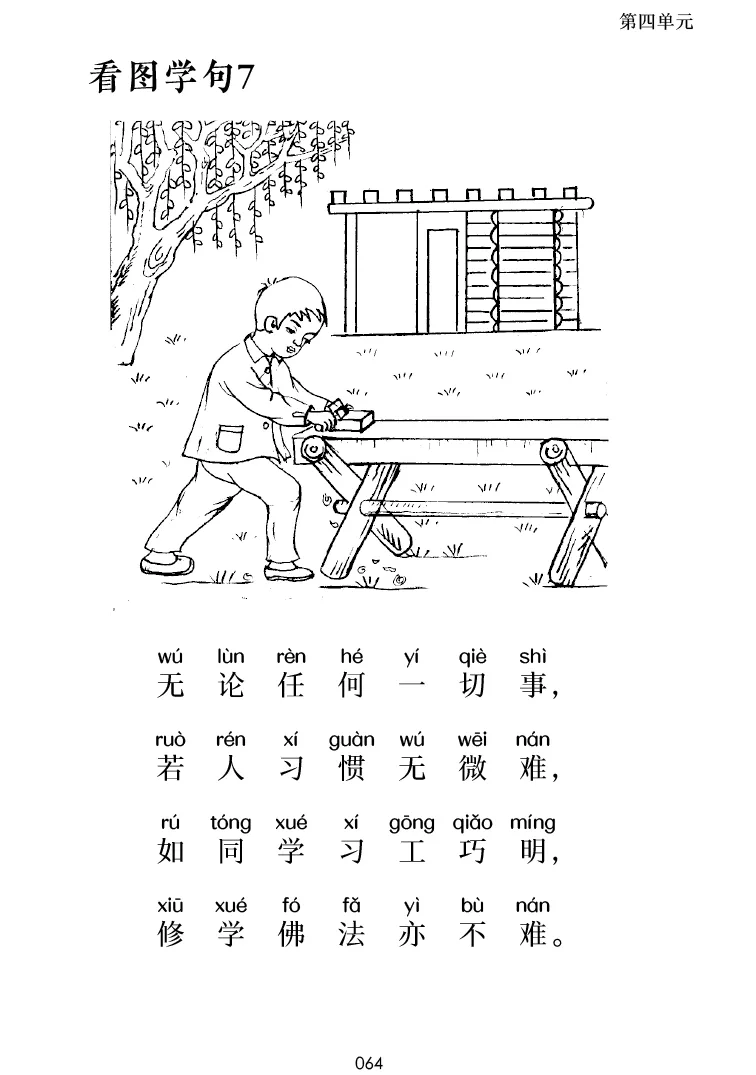 第四单元
看图学句7
wú lùn rèn hé yí qiè shì
无论任何一切事，
ruò rén xí guàn wú wēi nán
若人习惯无微难，
rú tóng xué xí gōng qiǎo míng
如同学习工巧明，
xiū xué fó fǎ yì bù nán
修学佛法亦不难。
064